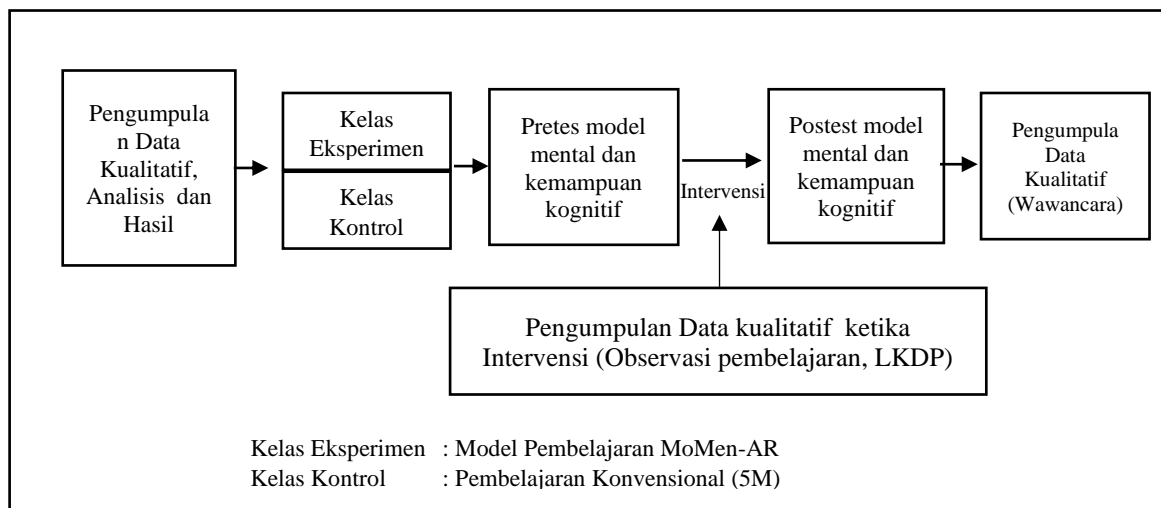 Pengumpula
n Data
Kualitatif,
Analisis dan
Hasil
Kelas
Eksperimen
Kelas
Kontrol
Pretes model
mental dan
kemampuan
kognitif
Intervensi
Postest model
mental dan
kemampuan
kognitif
Pengumpula
Data
Kualitatif
(Wawancara)
Pengumpulan Data kualitatif ketika
Intervensi (Observasi pembelajaran, LKDP)
Kelas Eksperimen : Model Pembelajaran MoMen-AR
Kelas Kontrol : Pembelajaran Konvensional (5M)